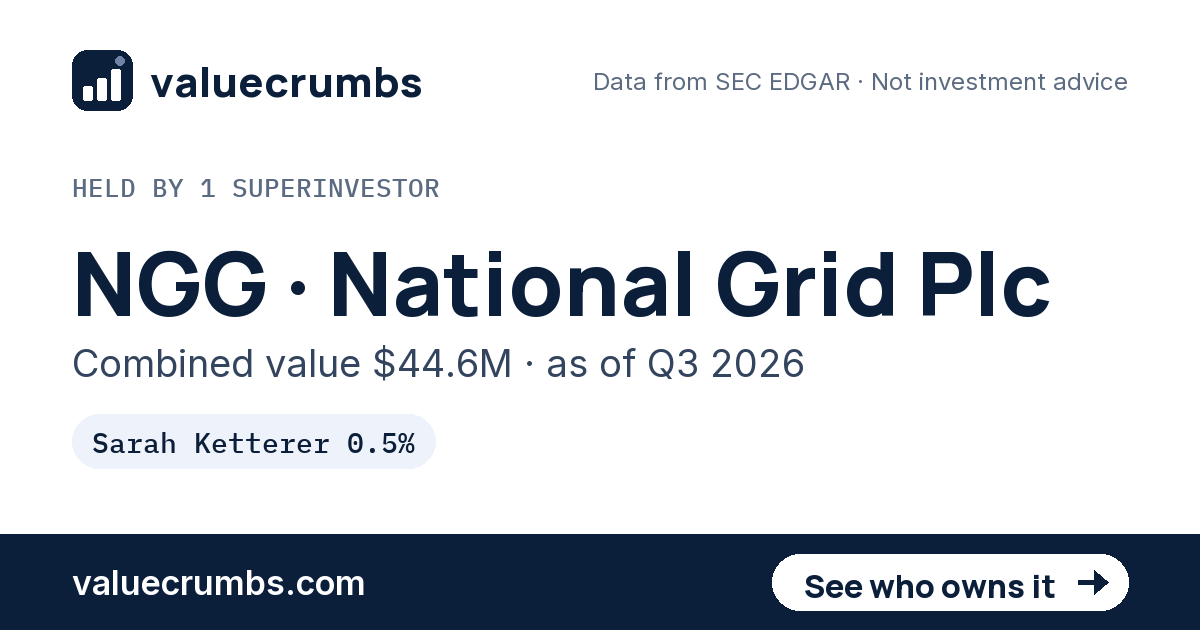 valuecrumbs
Data from SEC EDGAR · Not investment advice
HELD BY 1 SUPERINVESTOR
NGG · National Grid Plc
Combined value $44.6M · as of Q3 2026
Sarah Ketterer 0.5%
valuecrumbs.com
See who owns it →